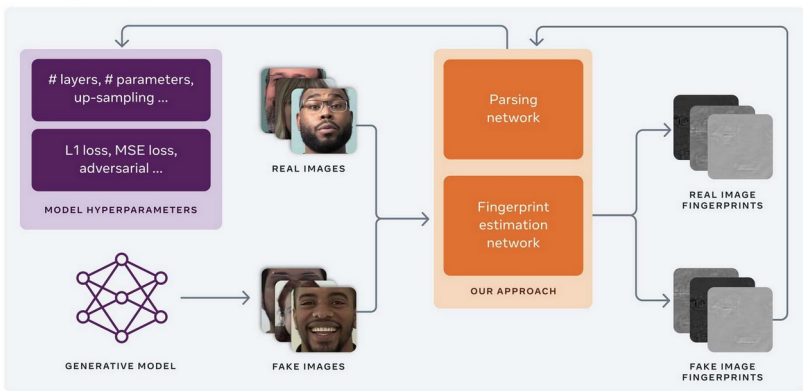 # layers, # parameters,
up-sampling ...
L1 loss, MSE loss,
adversarial ...
MODEL HYPERPARAMETERS
GENERATIVE MODEL
REAL IMAGES
FAKE IMAGES
Parsing
network
Fingerprint
estimation
network
OUR APPROACH
REAL IMAGE
FINGERPRINTS
FAKE IMAGE
FINGERPRINTS